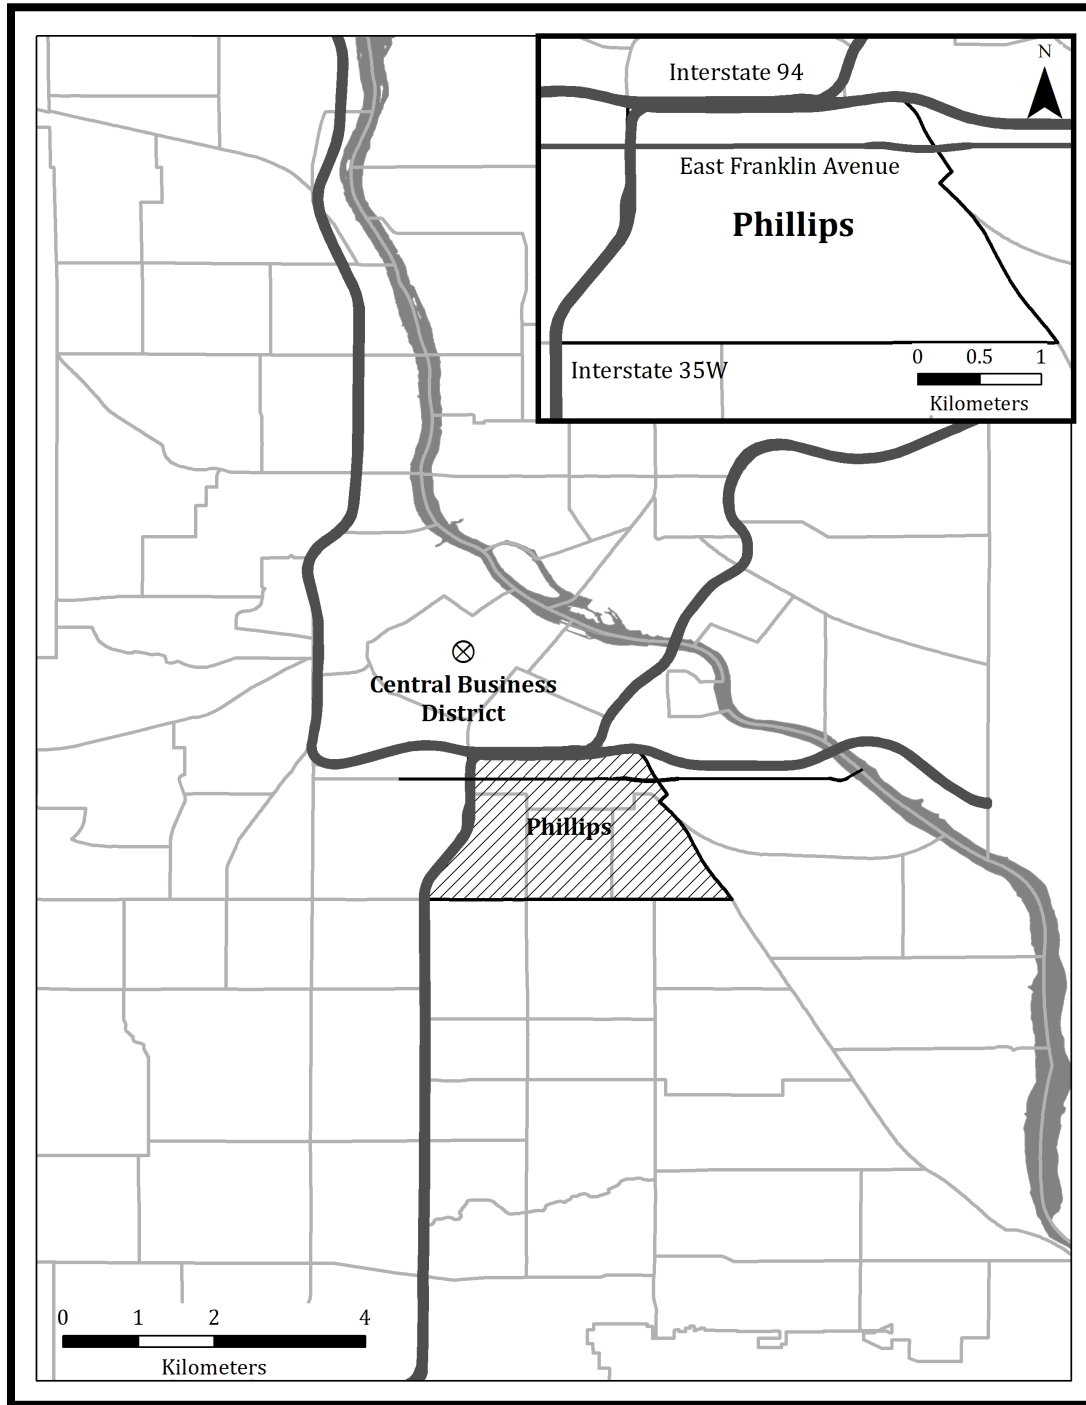 N
Interstate 94
East Franklin Avenue
Phillips
Interstate 35W
0 0.5 1
Kilometers
Central Business
District
Phillips
0 1 2 4
Kilometers